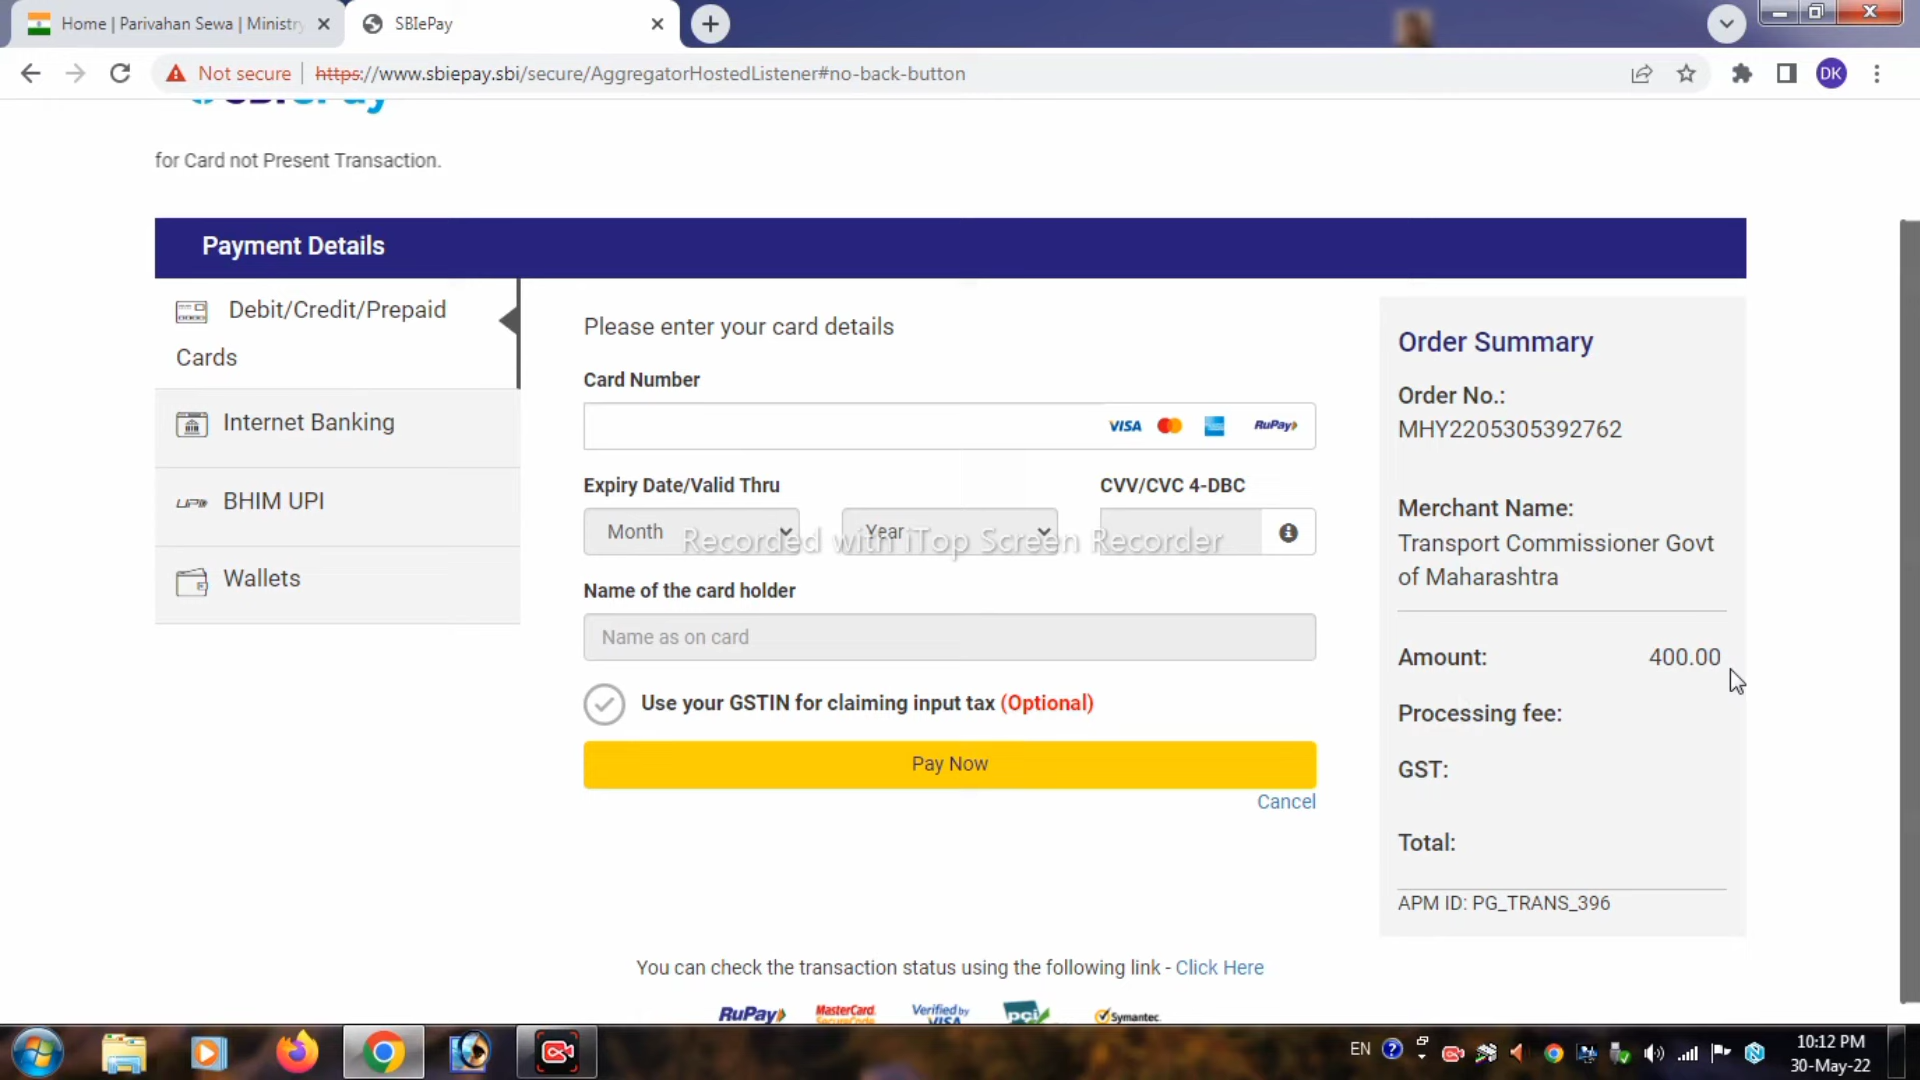 Home | Parivahan Sewa | Ministry
SBIePay
Not secure
https://www.sbiepay.sbi/secure/AggregatorHostedListener#no-back-button
DK
SBIePay
for Card not Present Transaction.
Payment Details
Debit/Credit/Prepaid
Cards
Internet Banking
UPI BHIM UPI
Wallets
Please enter your card details
Card Number
VISA
RuPay
Expiry Date/Valid Thru
CVV/CVC 4-DBC
Month
Year
Recorded with iTop Screen Recorder
Name of the card holder
Name as on card
Use your GSTIN for claiming input tax (Optional)
Pay Now
Cancel
Order Summary
Order No.:
MHY2205305392762
Merchant Name:
Transport Commissioner Govt
of Maharashtra
Amount: 400.00
Processing fee:
GST:
Total:
APM ID: PG_TRANS_396
You can check the transaction status using the following link - Click Here
RuPay
MasterCard.
SecureCode
Verified by
VISA
pci
Symantec.
EN
10:12 PM
30-May-22